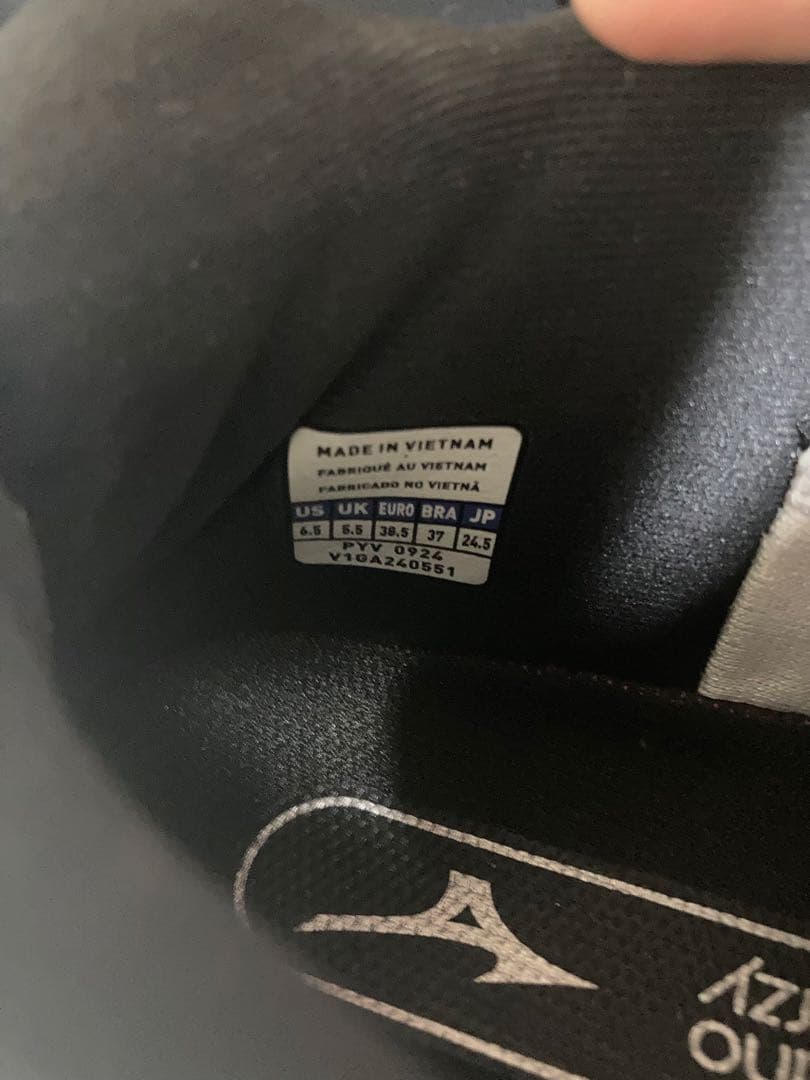 MADE IN VIETNAM
FABRIQUÉ AU VIETNAM
FABRICADO NO VIETNÃ
US UK EURO BRA JP
6.5 5.5 38.5 37 24.5
PYV 0924
V1GA240551